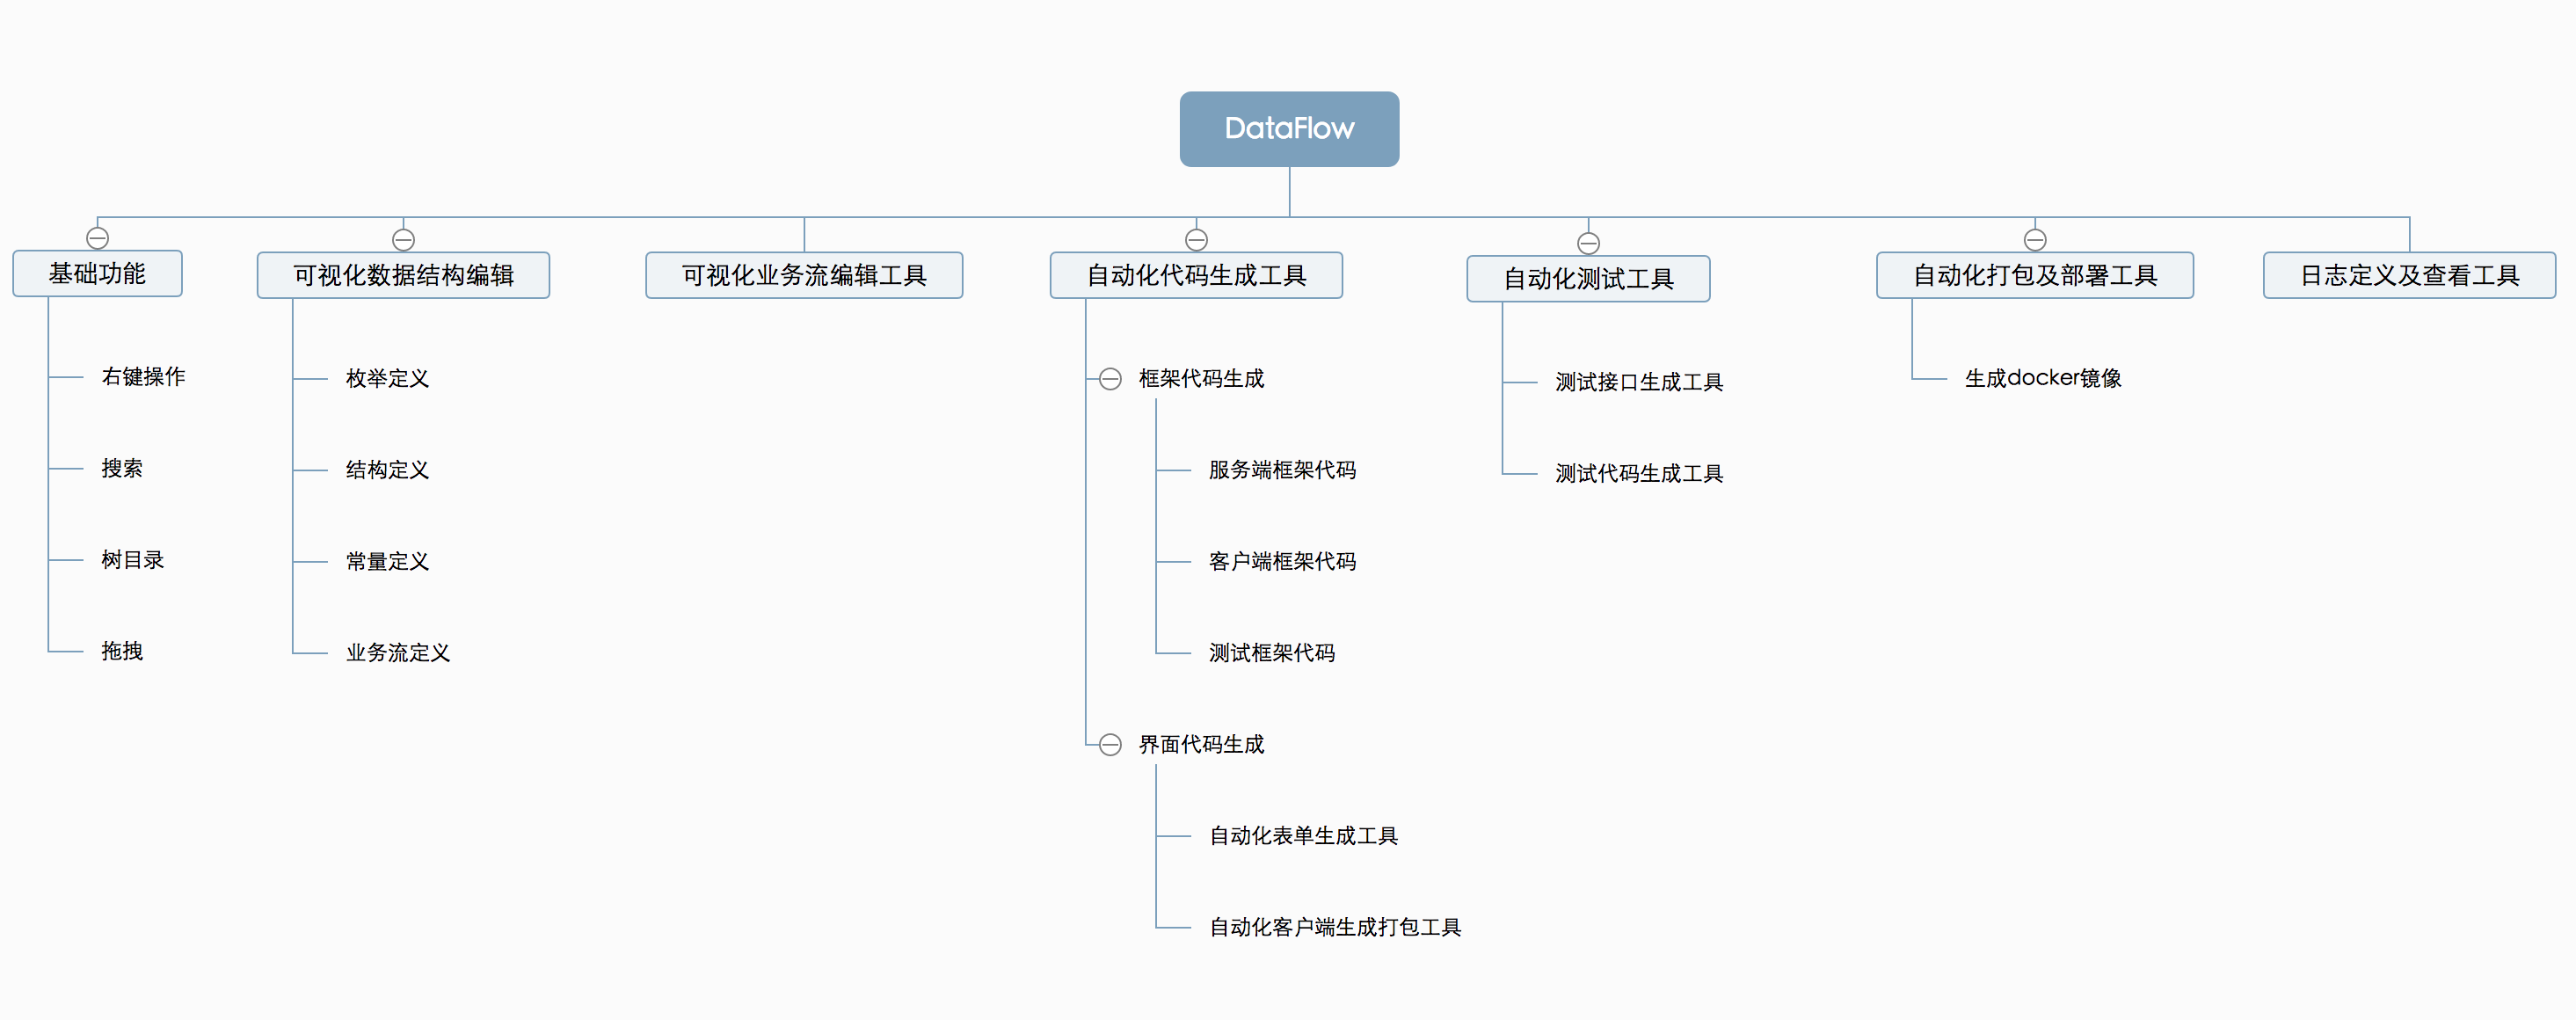 DataFlow
基础功能
右键操作
搜索
树目录
拖拽
可视化数据结构编辑
枚举定义
结构定义
常量定义
业务流定义
可视化业务流编辑工具
自动化代码生成工具
框架代码生成
服务端框架代码
客户端框架代码
测试框架代码
界面代码生成
自动化表单生成工具
自动化客户端生成打包工具
自动化测试工具
测试接口生成工具
测试代码生成工具
自动化打包及部署工具
生成docker镜像
日志定义及查看工具